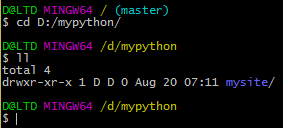 D@LTD MINGW64 / (master)
$ cd D:/mypython/
D@LTD MINGW64 /d/mypython
$ ll
total 4
drwxr-xr-x 1 D D 0 Aug 20 07:11 mysite/
D@LTD MINGW64 /d/mypython
$